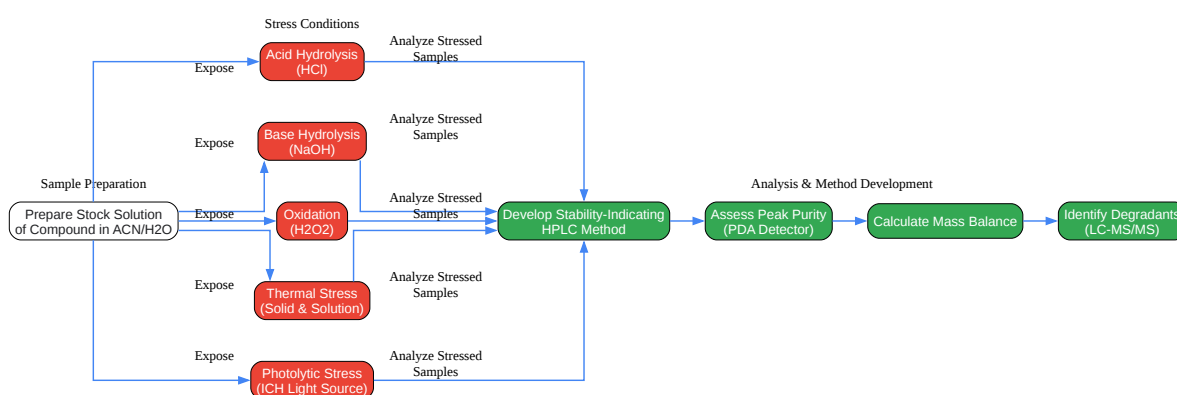 Stress Conditions
Acid Hydrolysis
(HCl)
Expose
Analyze Stressed
Samples
Base Hydrolysis
(NaOH)
Expose
Analyze Stressed
Samples
Sample Preparation
Prepare Stock Solution
of Compound in ACN/H2O
Expose
Oxidation
(H2O2)
Analyze Stressed
Samples
Expose
Thermal Stress
(Solid & Solution)
Analyze Stressed
Samples
Expose
Photolytic Stress
(ICH Light Source)
Analyze Stressed
Samples
Analysis & Method Development
Develop Stability-Indicating
HPLC Method
Assess Peak Purity
(PDA Detector)
Calculate Mass Balance
Identify Degradants
(LC-MS/MS)